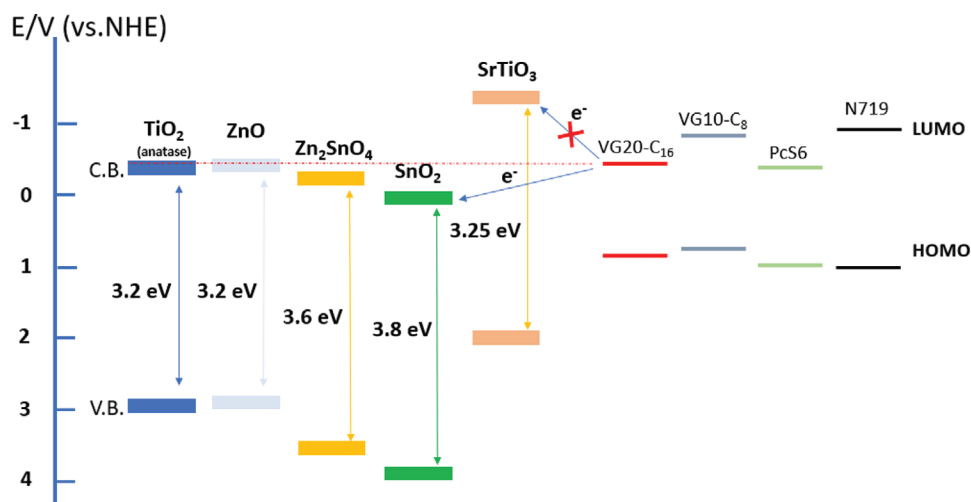 E/V (vs.NHE)
SrTiO₃
-1
TiO₂
(anatase)
ZnO
Zn₂SnO₄
SnO₂
e⁻
VG20-C₁₆
VG10-C₈
PcS6
N719
LUMO
C.B.
e⁻
0
3.25 eV
HOMO
1
3.2 eV
3.2 eV
3.6 eV
3.8 eV
2
V.B.
3
4